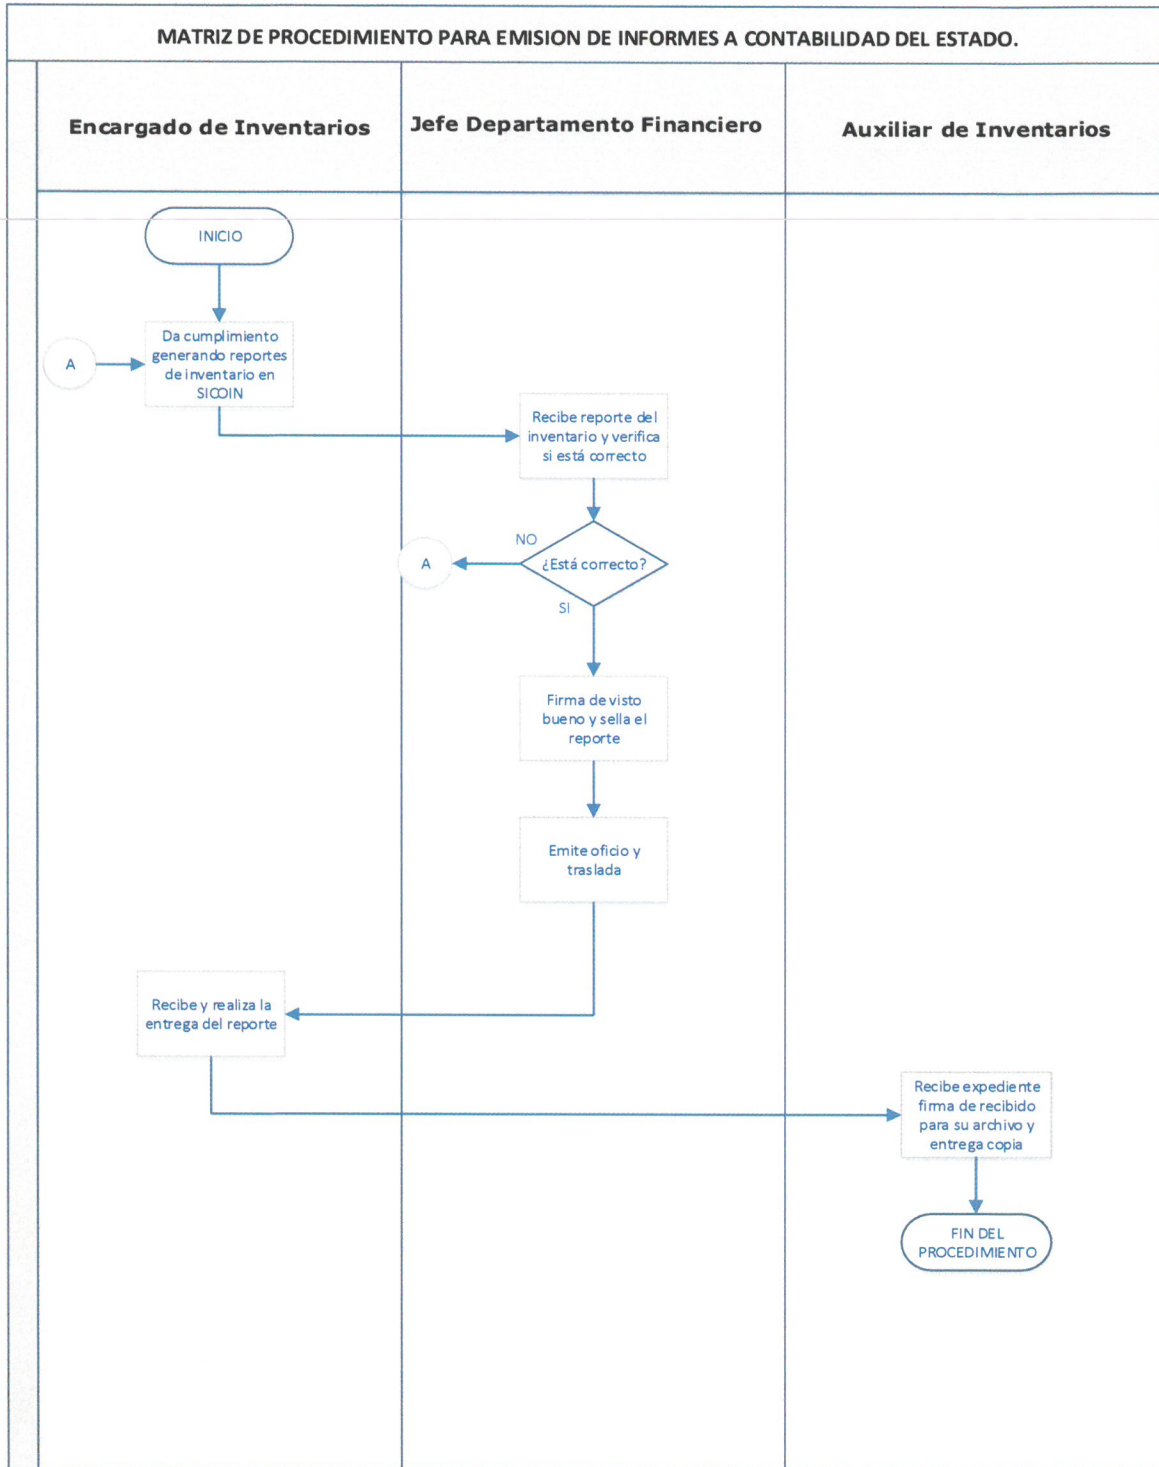 MATRIZ DE PROCEDIMIENTO PARA EMISION DE INFORMES A CONTABILIDAD DEL ESTADO.
Encargado de Inventarios
Jefe Departamento Financiero
Auxiliar de Inventarios
INICIO
A
Da cumplimiento
generando reportes
de inventario en
SICOIN
Recibe reporte del
inventario y verifica
si está correcto
NO
A
¿Está correcto?
SI
Firma de visto
bueno y sella el
reporte
Emite oficio y
traslada
Recibe y realiza la
entrega del reporte
Recibe expediente
firma de recibido
para su archivo y
entrega copia
FIN DEL
PROCEDIMIENTO